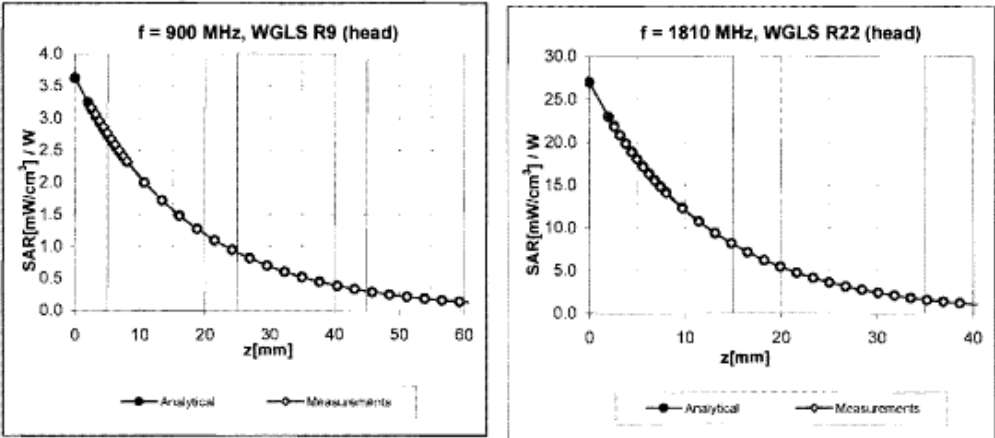 f = 900 MHz, WGLS R9 (head)
4.0
3.5
3.0
2.5
2.0
1.5
1.0
0.5
0.0
SAR[mW/cm³] / W
0 10 20 30 40 50 60
z[mm]
Analytical Measurements
f = 1810 MHz, WGLS R22 (head)
30.0
25.0
20.0
15.0
10.0
5.0
0.0
SAR[mW/cm³] / W
0 10 20 30 40
z[mm]
Analytical Measurements